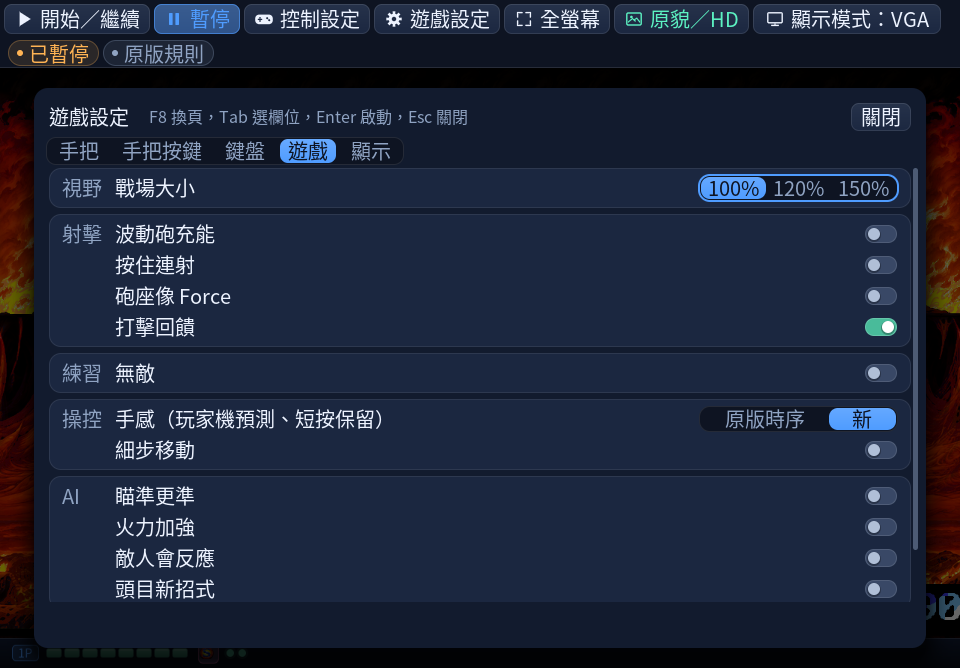 開始／繼續 暫停 控制設定 遊戲設定 全螢幕 原貌／HD 顯示模式：VGA
已暫停 原版規則
遊戲設定 F8 換頁，Tab 選欄位，Enter 啟動，Esc 關閉 關閉
手把 手把按鍵 鍵盤 遊戲 顯示
視野 戰場大小 100% 120% 150%
射擊 波動砲充能
按住連射
砲座像 Force
打擊回饋
練習 無敵
操控 手感（玩家機預測、短按保留） 原版時序 新
細步移動
AI 瞄準更準
火力加強
敵人會反應
頭目新招式
1P